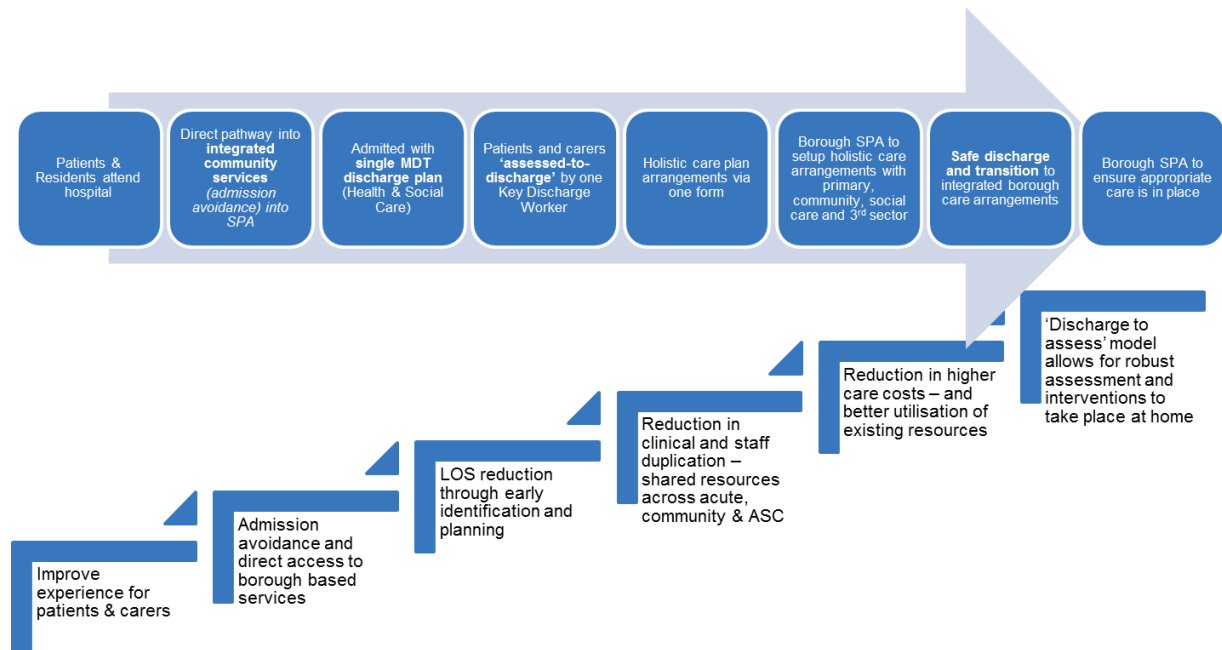 Patients &
Residents attend
hospital
Direct pathway into
integrated
community
services
(admission
avoidance) into
SPA
Admitted with
single MDT
discharge plan
(Health & Social
Care)
Patients and carers
‘assessed-to-
discharge’ by one
Key Discharge
Worker
Holistic care plan
arrangements via
one form
Borough SPA to
setup holistic care
arrangements with
primary,
community, social
care and 3rd sector
Safe discharge
and transition to
integrated borough
care arrangements
Borough SPA to
ensure appropriate
care is in place
Improve
experience for
patients & carers
Admission
avoidance and
direct access to
borough based
services
LOS reduction
through early
identification and
planning
Reduction in
clinical and staff
duplication –
shared resources
across acute,
community & ASC
Reduction in higher
care costs – and
better utilisation of
existing resources
‘Discharge to
assess’ model
allows for robust
assessment and
interventions to
take place at home